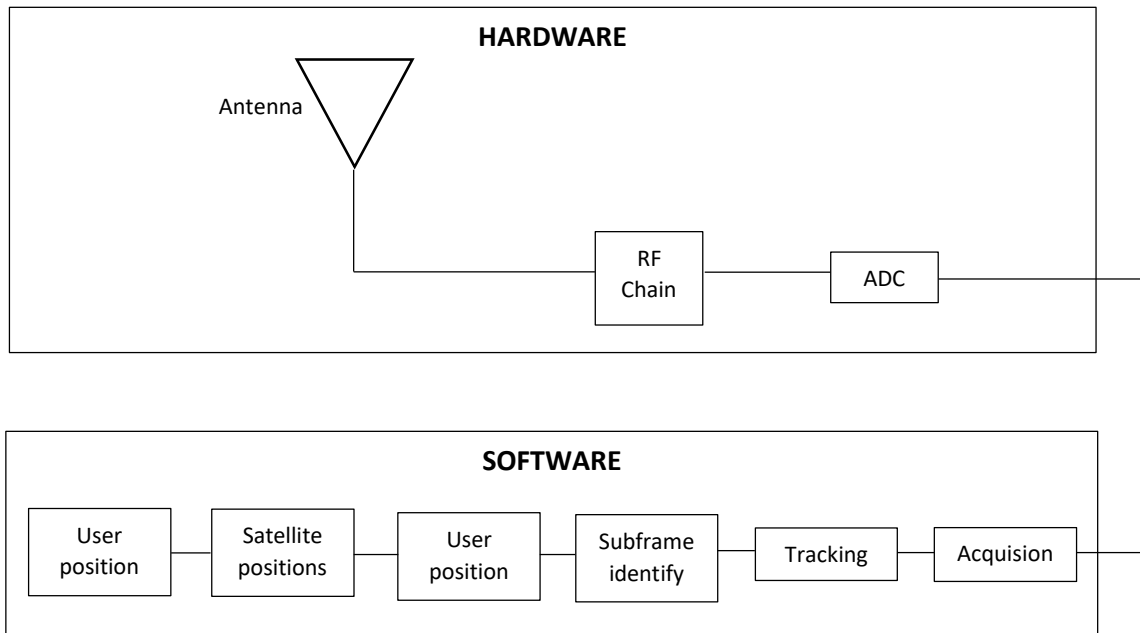 HARDWARE
Antenna
RF
Chain
ADC
SOFTWARE
User
position
Satellite
positions
User
position
Subframe
identify
Tracking
Acquision